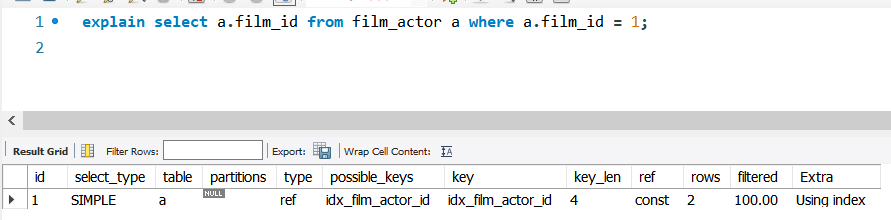 1 explain select a.film_id from film_actor a where a.film_id = 1;
2
Result Grid Filter Rows: Export: Wrap Cell Content: IA
id select_type table partitions type possible_keys key key_len ref rows filtered Extra
1 SIMPLE a NULL ref idx_film_actor_id idx_film_actor_id 4 const 2 100.00 Using index